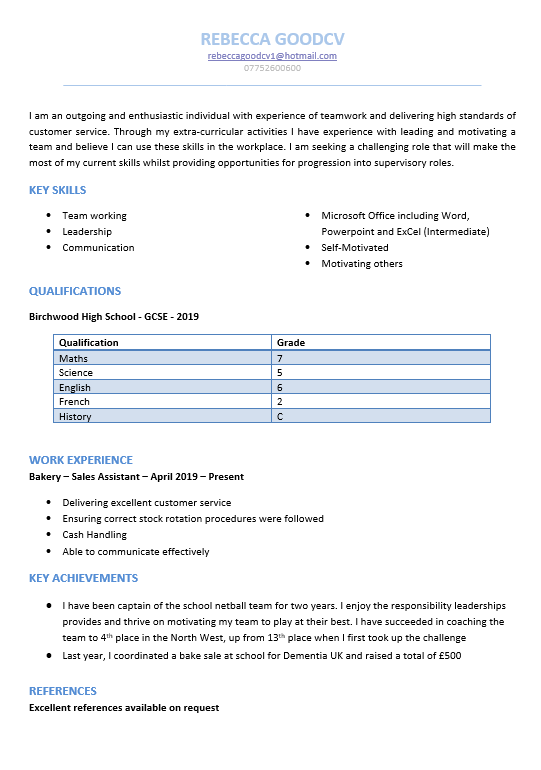 REBECCA GOODCV
rebeccagoodcv1@hotmail.com
07752600600
I am an outgoing and enthusiastic individual with experience of teamwork and delivering high standards of
customer service. Through my extra-curricular activities I have experience with leading and motivating a
team and believe I can use these skills in the workplace. I am seeking a challenging role that will make the
most of my current skills whilst providing opportunities for progression into supervisory roles.
KEY SKILLS
• Team working
• Leadership
• Communication
• Microsoft Office including Word,
Powerpoint and ExCel (Intermediate)
• Self-Motivated
• Motivating others
QUALIFICATIONS
Birchwood High School - GCSE - 2019
Qualification Grade
Maths 7
Science 5
English 6
French 2
History C
WORK EXPERIENCE
Bakery – Sales Assistant – April 2019 – Present
• Delivering excellent customer service
• Ensuring correct stock rotation procedures were followed
• Cash Handling
• Able to communicate effectively
KEY ACHIEVEMENTS
• I have been captain of the school netball team for two years. I enjoy the responsibility leaderships
provides and thrive on motivating my team to play at their best. I have succeeded in coaching the
team to 4th place in the North West, up from 13th place when I first took up the challenge
• Last year, I coordinated a bake sale at school for Dementia UK and raised a total of £500
REFERENCES
Excellent references available on request